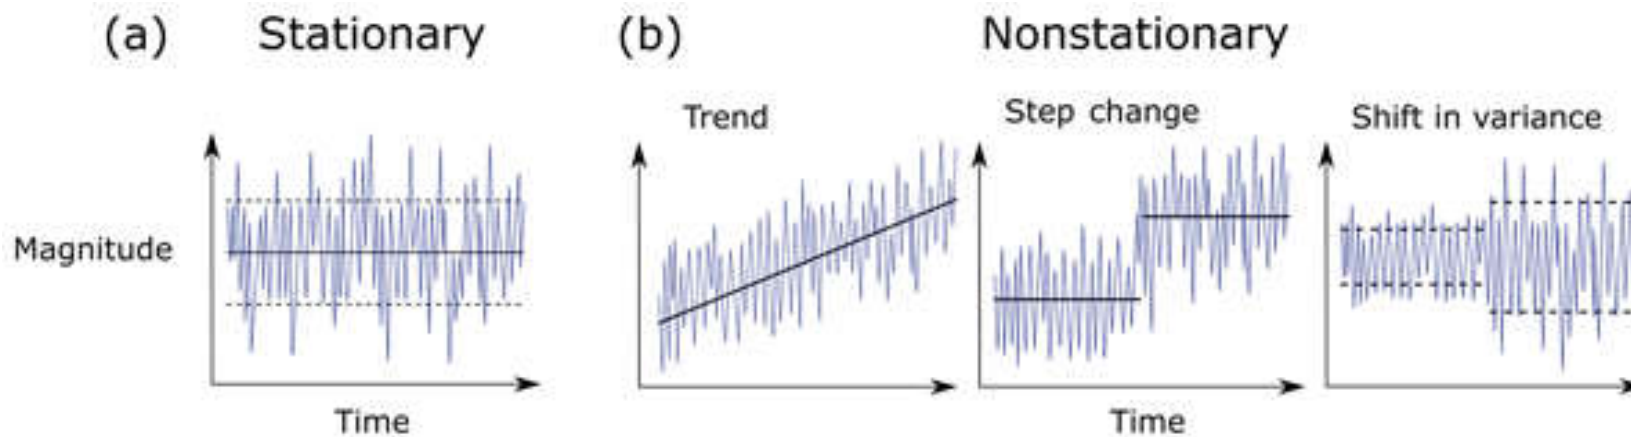 (a) Stationary
(b) Nonstationary
Trend
Step change
Shift in variance
Magnitude
Time
Time